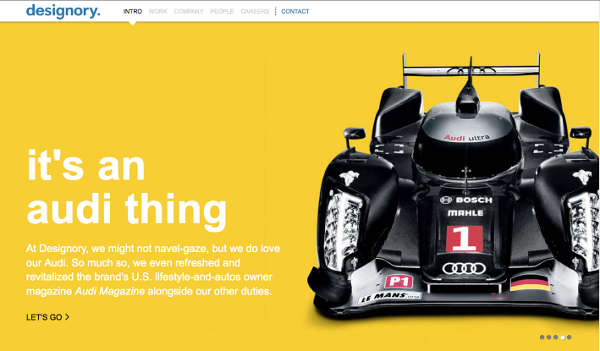 designory.
INTRO WORK COMPANY PEOPLE CAREERS | CONTACT
it's an
audi thing
At Designory, we might not navel-gaze, but we do love
our Audi. So much so, we even refreshed and
revitalized the brand's U.S. lifestyle-and-autos owner
magazine Audi Magazine alongside our other duties.
LET'S GO >
Audi ultra
BOSCH
MAHLE
1
P1
LE MANS.